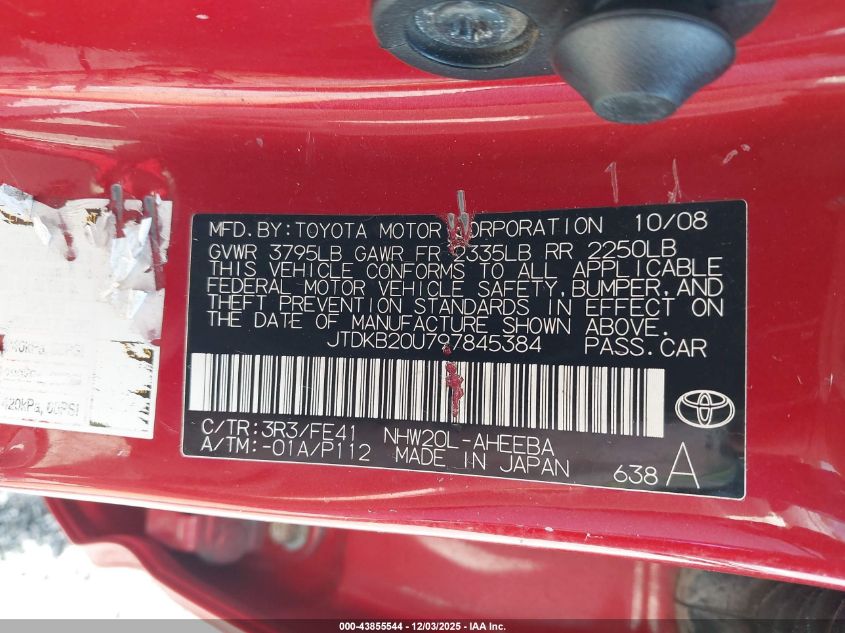 MFD. BY: TOYOTA MOTOR CORPORATION 10/08
GVWR 3795LB GAWR FR 2335LB RR 2250LB
THIS VEHICLE CONFORMS TO ALL APPLICABLE
FEDERAL MOTOR VEHICLE SAFETY, BUMPER, AND
THEFT PREVENTION STANDARDS IN EFFECT ON
THE DATE OF MANUFACTURE SHOWN ABOVE.
JTDKB20U797845384 PASS. CAR
C/TR: 3R3/FE41 NHW20L-AHEEBA
A/TM: -01A/P112 MADE IN JAPAN
638 A
420kPa, 60PSI
000-43855544 - 12/03/2025 - IAA Inc.